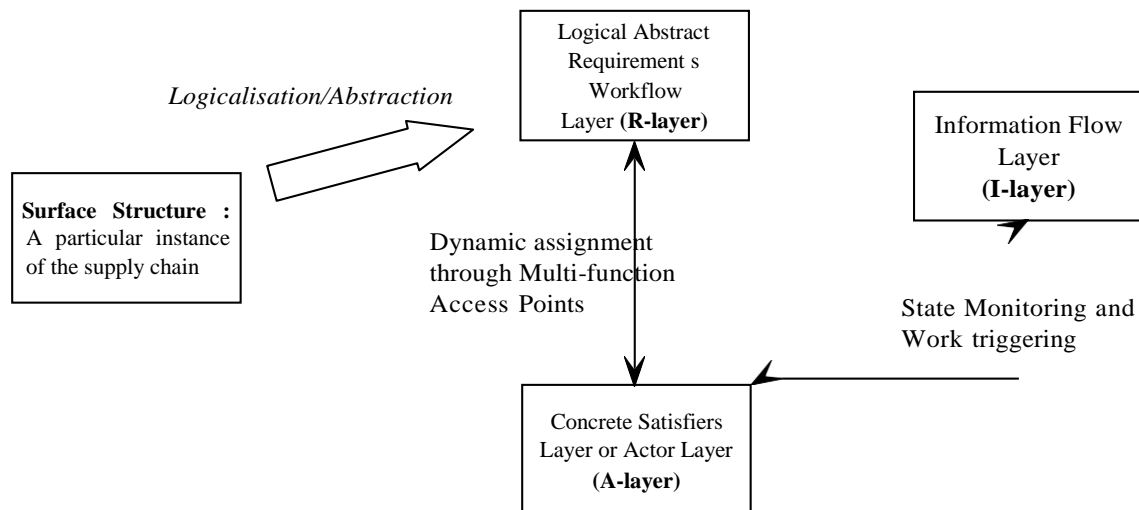 Logical Abstract
Requirement s
Workflow
Layer (R-layer)
Logicalisation/Abstraction
Information Flow
Layer
(I-layer)
Surface Structure :
A particular instance
of the supply chain
Dynamic assignment
through Multi-function
Access Points
State Monitoring and
Work triggering
Concrete Satisfiers
Layer or Actor Layer
(A-layer)